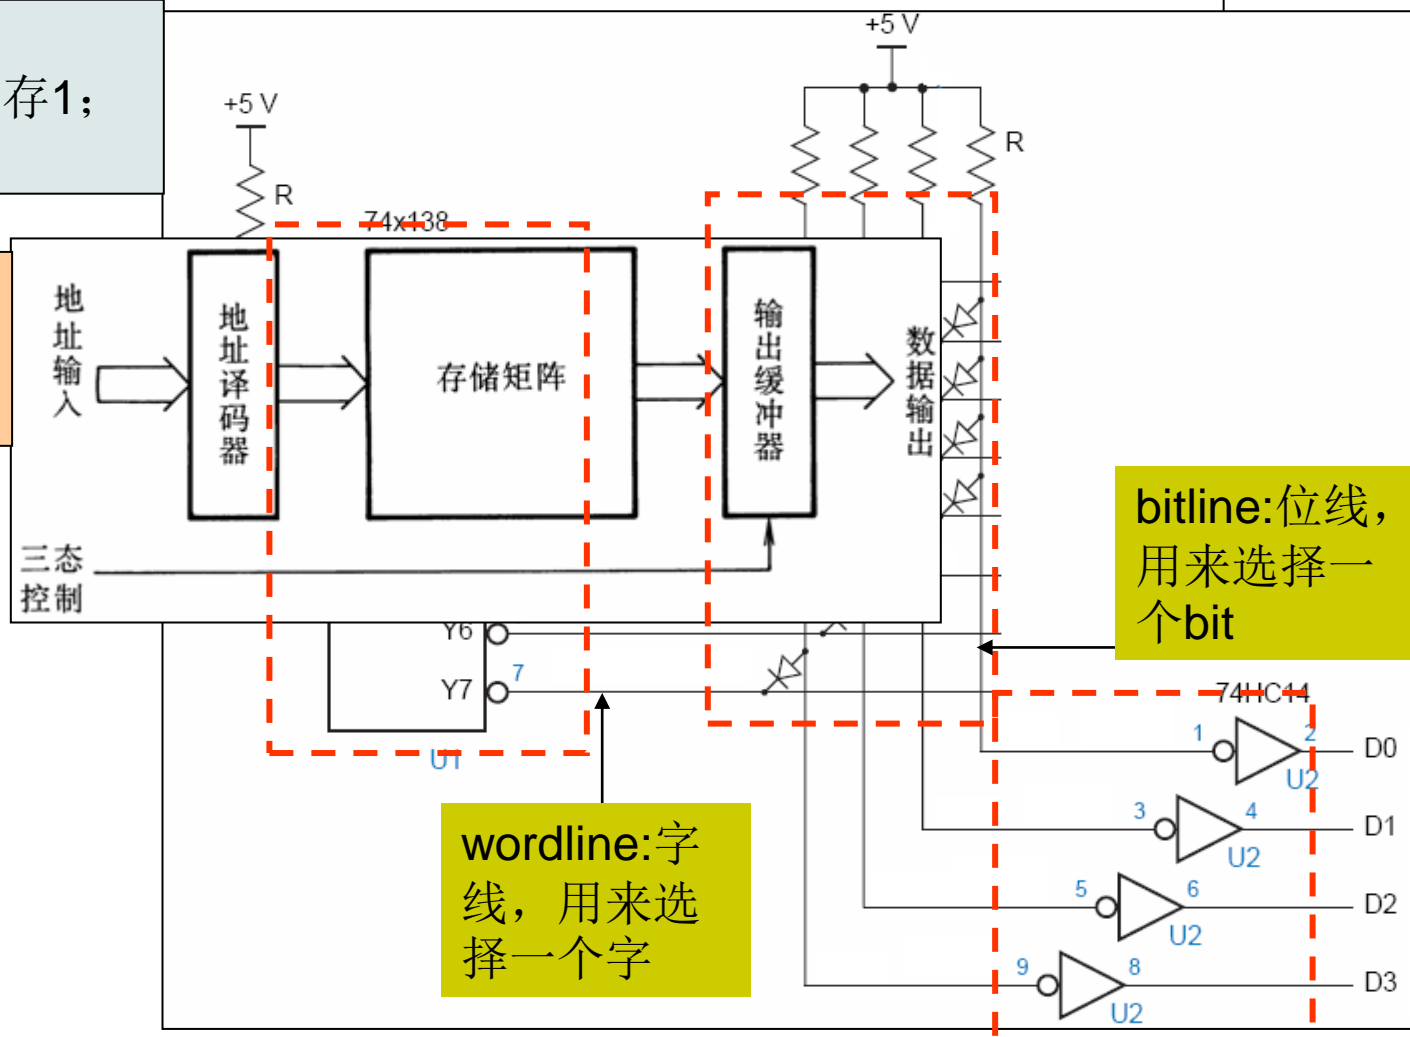 存1；
+5 V
+5 V
R
R
74x138
地址输入
地址译码器
存储矩阵
输出缓冲器
数据输出
三态
控制
bitline:位线，
用来选择一
个bit
Y6
Y7
7
U1
wordline:字
线，用来选
择一个字
74HC14
1
2
U2
D0
3
4
U2
D1
5
6
U2
D2
9
8
U2
D3